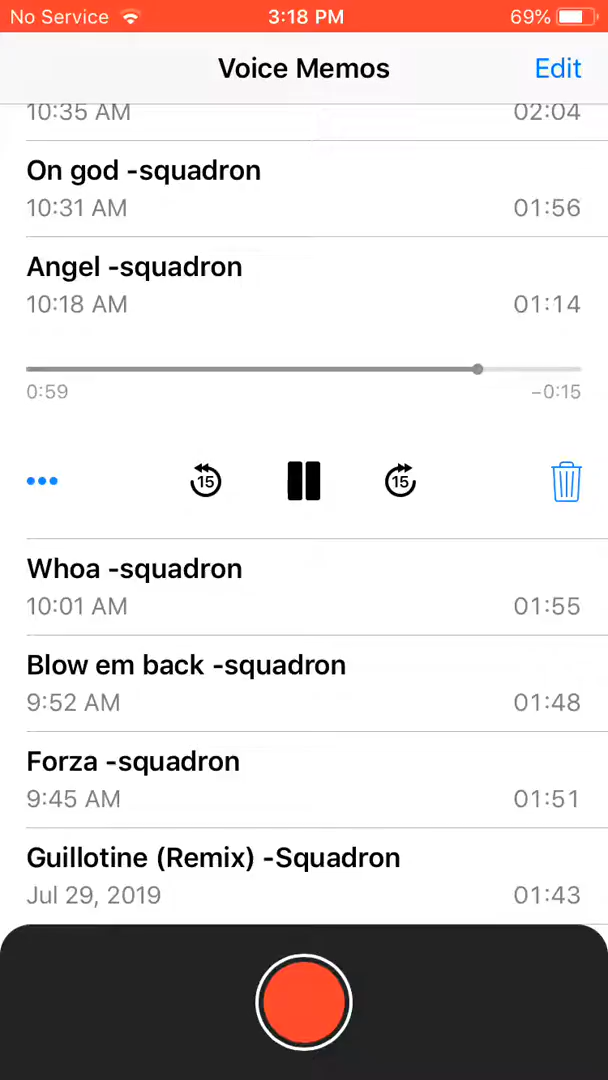 No Service 3:18 PM 69%
Voice Memos Edit
10:35 AM 02:04
On god -squadron
10:31 AM 01:56
Angel -squadron
10:18 AM 01:14
0:59 −0:15
15 15
Whoa -squadron
10:01 AM 01:55
Blow em back -squadron
9:52 AM 01:48
Forza -squadron
9:45 AM 01:51
Guillotine (Remix) -Squadron
Jul 29, 2019 01:43